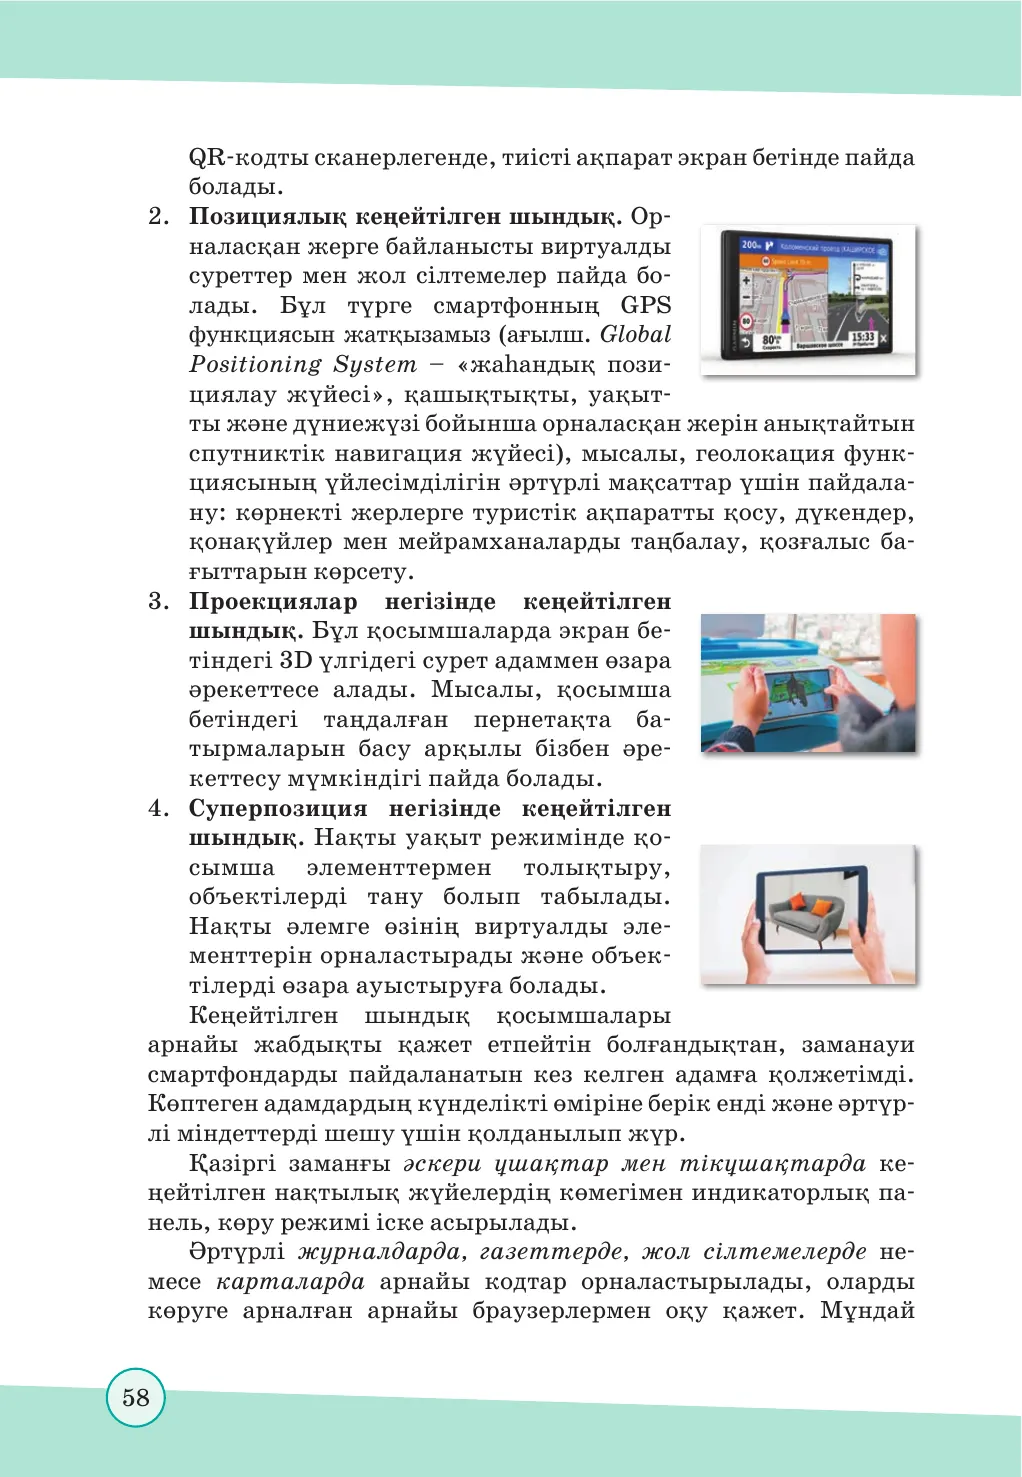 QR-кодты сканерлегенде, тиісті ақпарат экран бетінде пайда
болады.
2. Позициялық кеңейтілген шындық. Ор-
наласқан жерге байланысты виртуалды
суреттер мен жол сілтемелер пайда бо-
лады. Бұл түрге смартфонның GPS
функциясын жатқызамыз (ағылш. Global
Positioning System – «жаһандық пози-
циялау жүйесі», қашықтықты, уақыт-
ты және дүниежүзі бойынша орналасқан жерін анықтайтын
спутниктік навигация жүйесі), мысалы, геолокация функ-
циясының үйлесімділігін әртүрлі мақсаттар үшін пайдала-
ну: көрнекті жерлерге туристік ақпаратты қосу, дүкендер,
қонақүйлер мен мейрамханаларды таңбалау, қозғалыс ба-
ғыттарын көрсету.
200м
80
80
Скорость
Варшавское шоссе
15:33
GARMIN
3. Проекциялар негізінде кеңейтілген
шындық. Бұл қосымшаларда экран бе-
тіндегі 3D үлгідегі сурет адаммен өзара
әрекеттесе алады. Мысалы, қосымша
бетіндегі таңдалған пернетақта ба-
тырмаларын басу арқылы бізбен әре-
кеттесу мүмкіндігі пайда болады.
4. Суперпозиция негізінде кеңейтілген
шындық. Нақты уақыт режимінде қо-
сымша элементтермен толықтыру,
объектілерді тану болып табылады.
Нақты әлемге өзінің виртуалды эле-
менттерін орналастырады және объек-
тілерді өзара ауыстыруға болады.
Кеңейтілген шындық қосымшалары
арнайы жабдықты қажет етпейтін болғандықтан, заманауи
смартфондарды пайдаланатын кез келген адамға қолжетімді.
Көптеген адамдардың күнделікті өміріне берік енді және әртүр-
лі міндеттерді шешу үшін қолданылып жүр.
Қазіргі заманғы әскери ұшақтар мен тікұшақтарда ке-
ңейтілген нақтылық жүйелердің көмегімен индикаторлық па-
нель, көру режимі іске асырылады.
Әртүрлі журналдарда, газеттерде, жол сілтемелерде не-
месе карталарда арнайы кодтар орналастырылады, оларды
көруге арналған арнайы браузерлермен оқу қажет. Мұндай
58